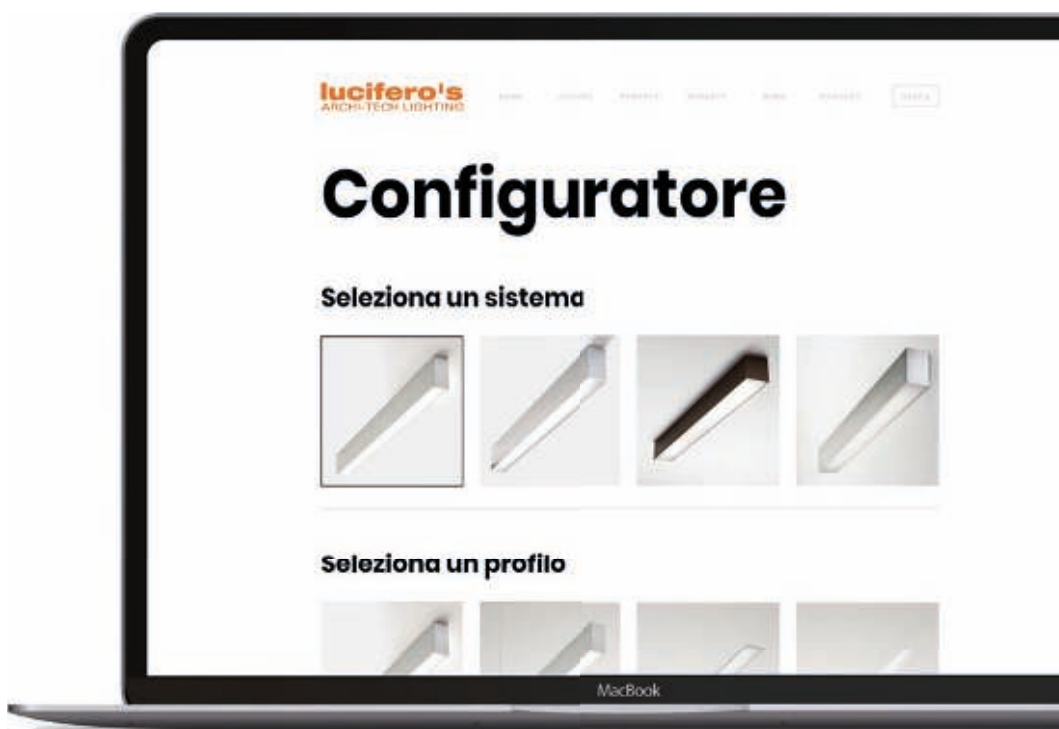 lucifero's
ARCHI-TECH LIGHTING
Configuratore
Seleziona un sistema
Seleziona un profilo
MacBook